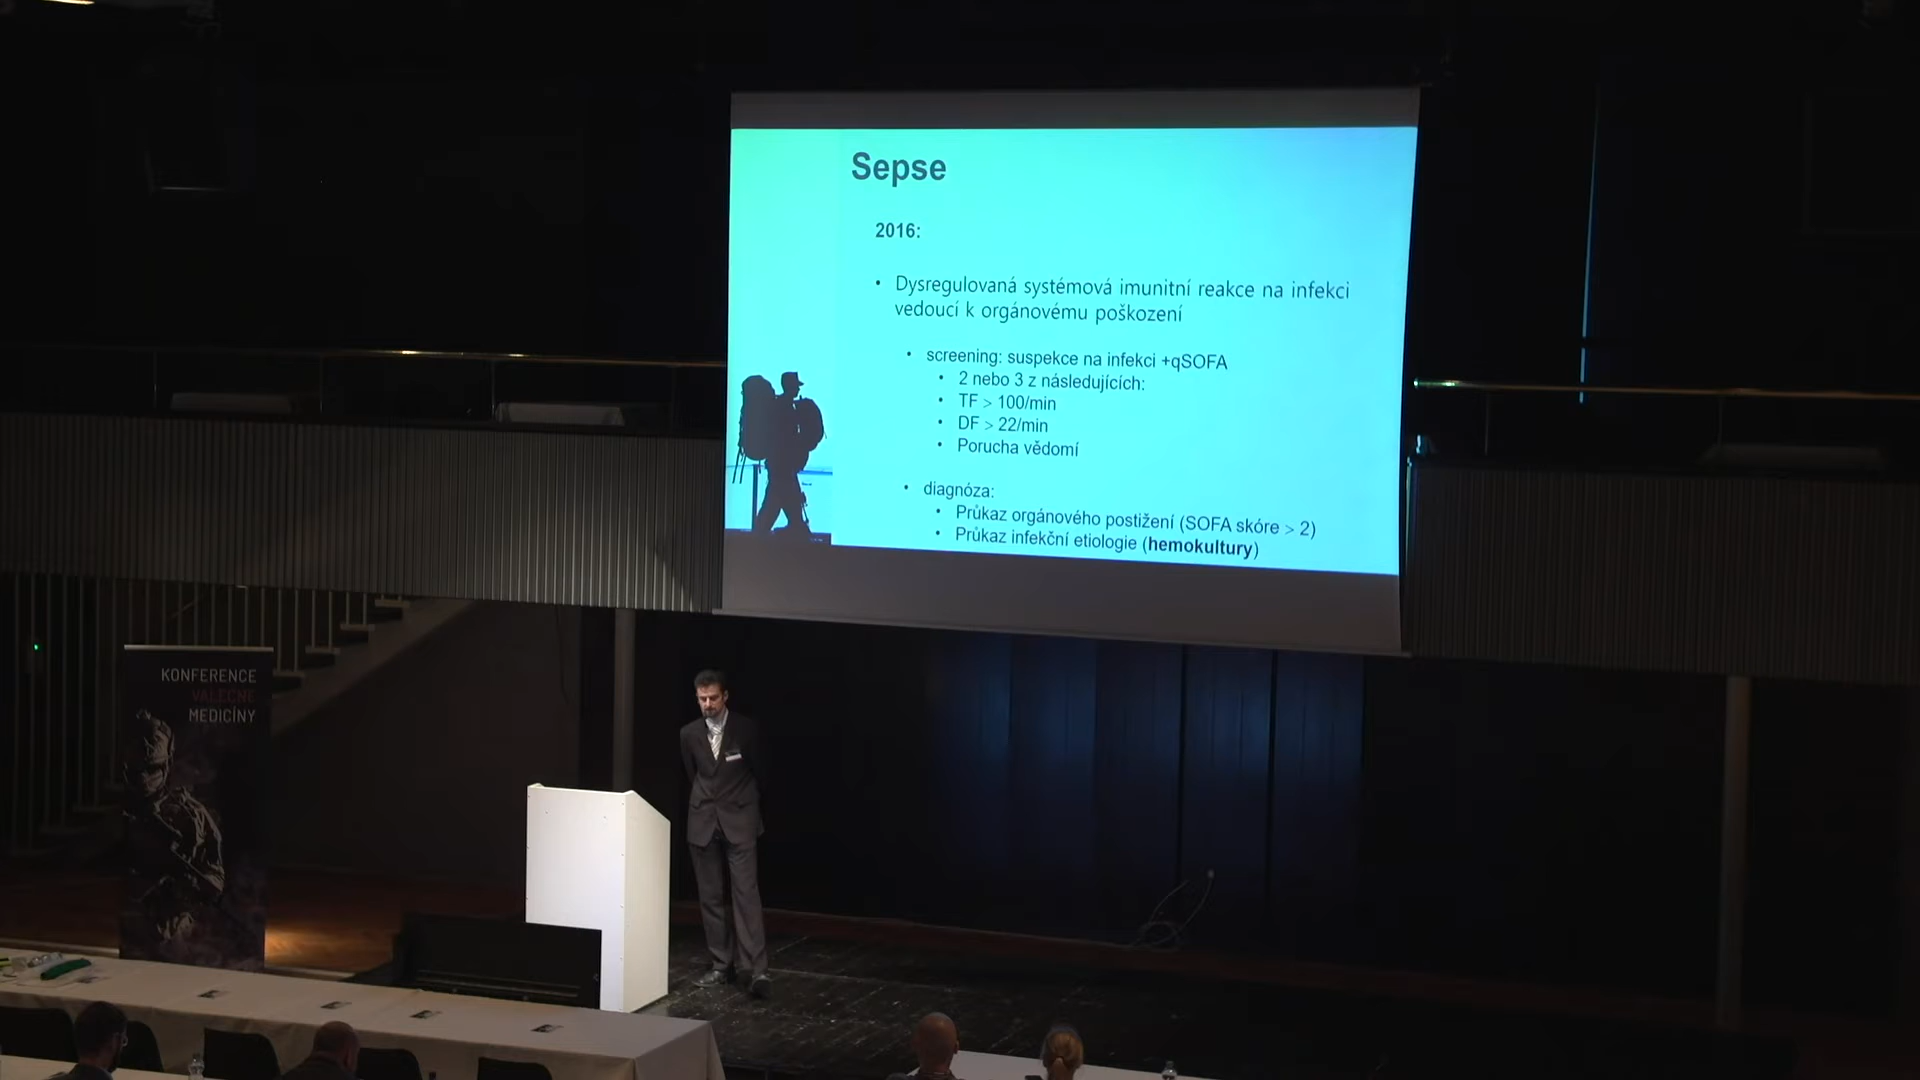 Sepse
2016:
• Dysregulovaná systémová imunitní reakce na infekci
vedoucí k orgánovému poškození
• screening: suspekce na infekci +qSOFA
• 2 nebo 3 z následujících:
• TF > 100/min
• DF > 22/min
• Porucha vědomí
• diagnóza:
• Průkaz orgánového postižení (SOFA skóre > 2)
• Průkaz infekční etiologie (hemokultury)
KONFERENCE
VÁLEČNÉ
MEDICÍNY